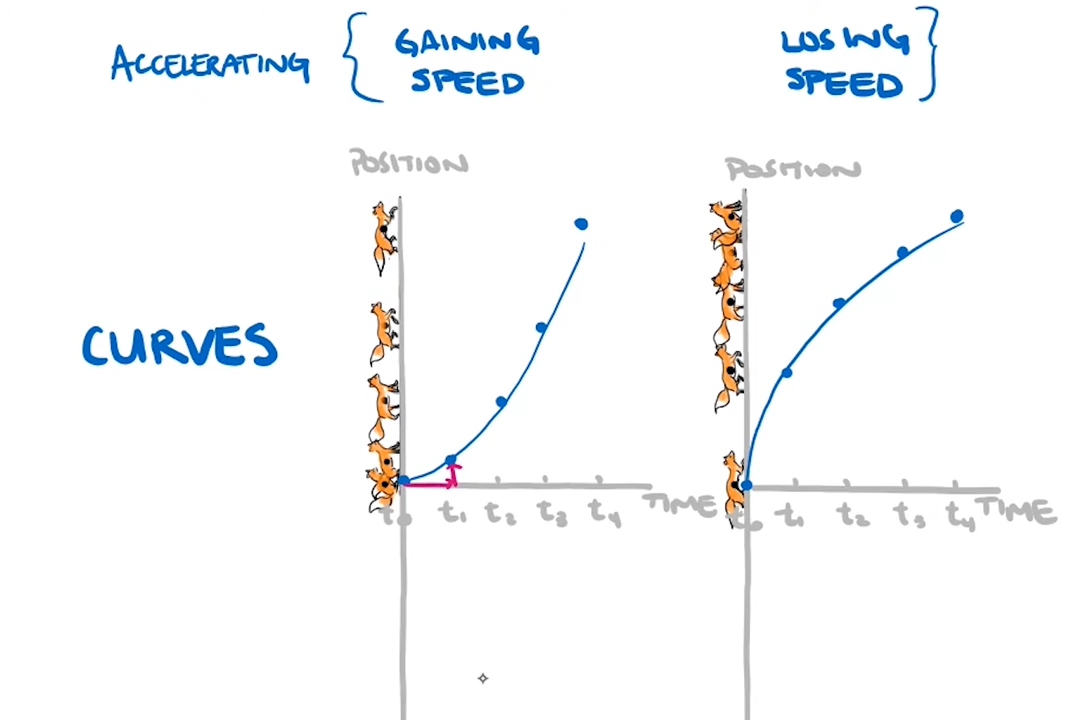 ACCELERATING
GAINING
SPEED
LOSING
SPEED
POSITION
POSITION
CURVES
t₀ t₁ t₂ t₃ t₄ TIME
t₀ t₁ t₂ t₃ t₄ TIME